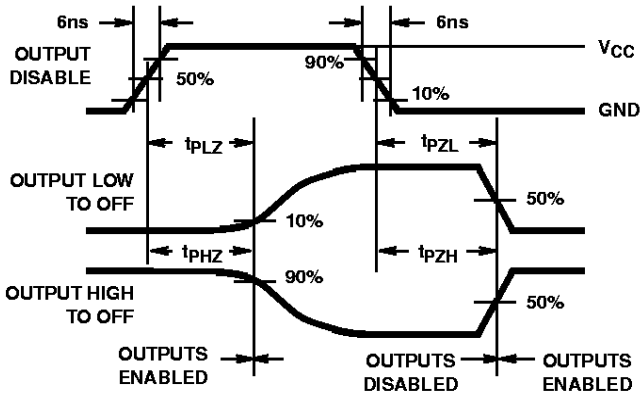 6ns
6ns
OUTPUT
DISABLE
50%
90%
VCC
10%
GND
tPLZ
tPZL
OUTPUT LOW
TO OFF
10%
50%
tPHZ
tPZH
OUTPUT HIGH
TO OFF
90%
50%
OUTPUTS
ENABLED
OUTPUTS
DISABLED
OUTPUTS
ENABLED